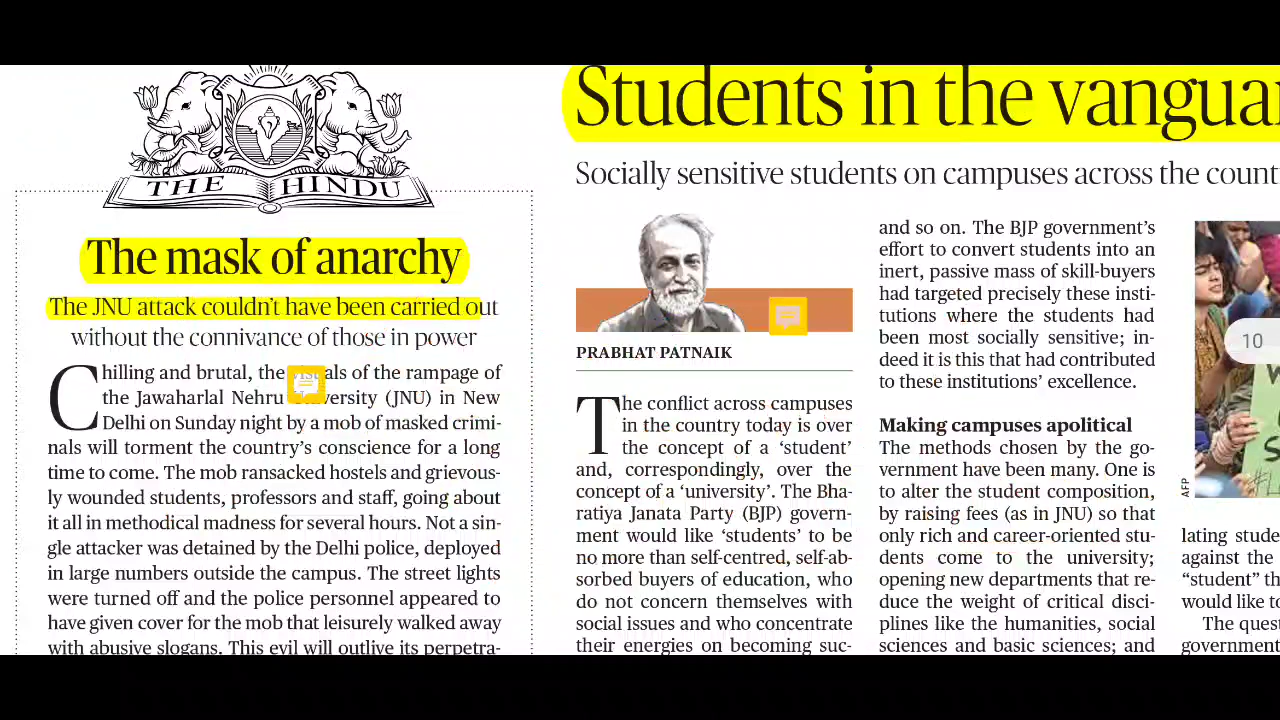 THE HINDU
The mask of anarchy
The JNU attack couldn't have been carried out
without the connivance of those in power
Chilling and brutal, the visuals of the rampage of
the Jawaharlal Nehru University (JNU) in New
Delhi on Sunday night by a mob of masked crimi-
nals will torment the country's conscience for a long
time to come. The mob ransacked hostels and grievous-
ly wounded students, professors and staff, going about
it all in methodical madness for several hours. Not a sin-
gle attacker was detained by the Delhi police, deployed
in large numbers outside the campus. The street lights
were turned off and the police personnel appeared to
have given cover for the mob that leisurely walked away
with abusive slogans. This evil will outlive its perpetra-
Students in the vanguar
Socially sensitive students on campuses across the count
PRABHAT PATNAIK
The conflict across campuses
in the country today is over
the concept of a 'student'
and, correspondingly, over the
concept of a 'university'. The Bha-
ratiya Janata Party (BJP) govern-
ment would like 'students' to be
no more than self-centred, self-ab-
sorbed buyers of education, who
do not concern themselves with
social issues and who concentrate
their energies on becoming suc-
and so on. The BJP government's
effort to convert students into an
inert, passive mass of skill-buyers
had targeted precisely these insti-
tutions where the students had
been most socially sensitive; in-
deed it is this that had contributed
to these institutions' excellence.
Making campuses apolitical
The methods chosen by the go-
vernment have been many. One is
to alter the student composition,
by raising fees (as in JNU) so that
only rich and career-oriented stu-
dents come to the university;
opening new departments that re-
duce the weight of critical disci-
plines like the humanities, social
sciences and basic sciences; and
10
AFP
lating stude
against the
"student" th
would like to
The quest
government